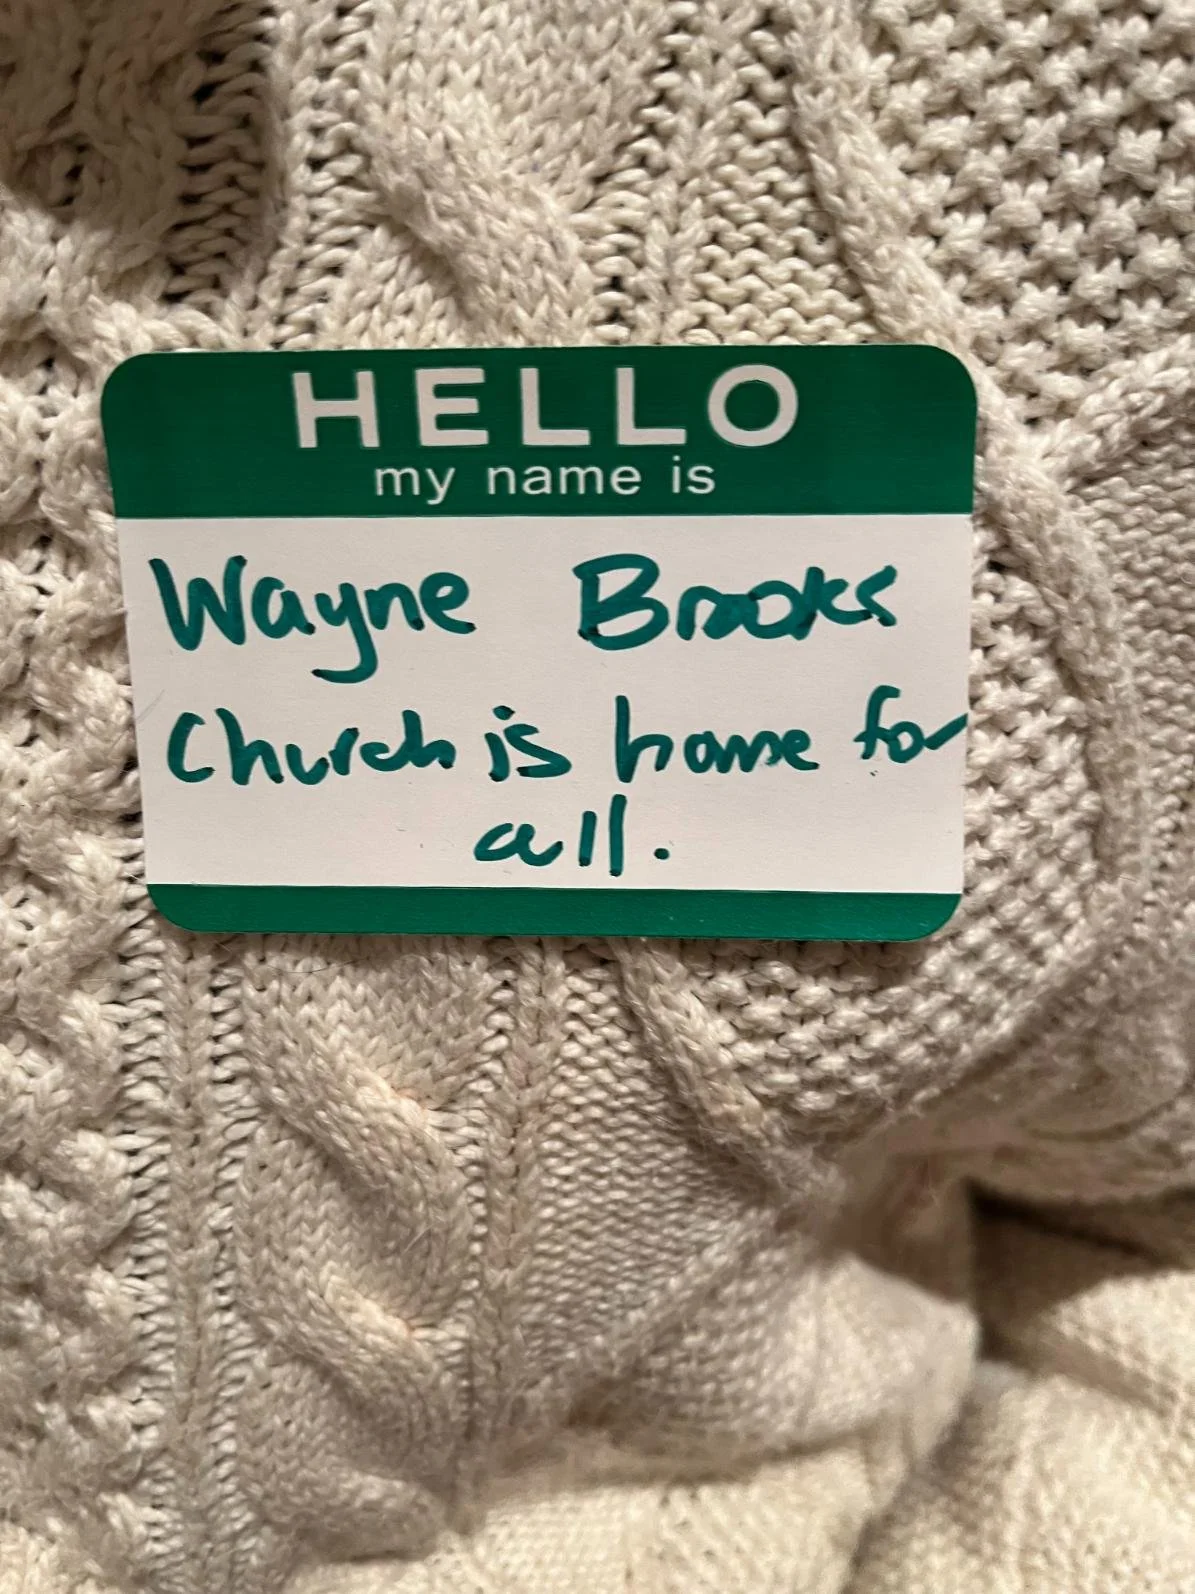 HELLO
my name is
Wayne Brooks
Church is home for
all.